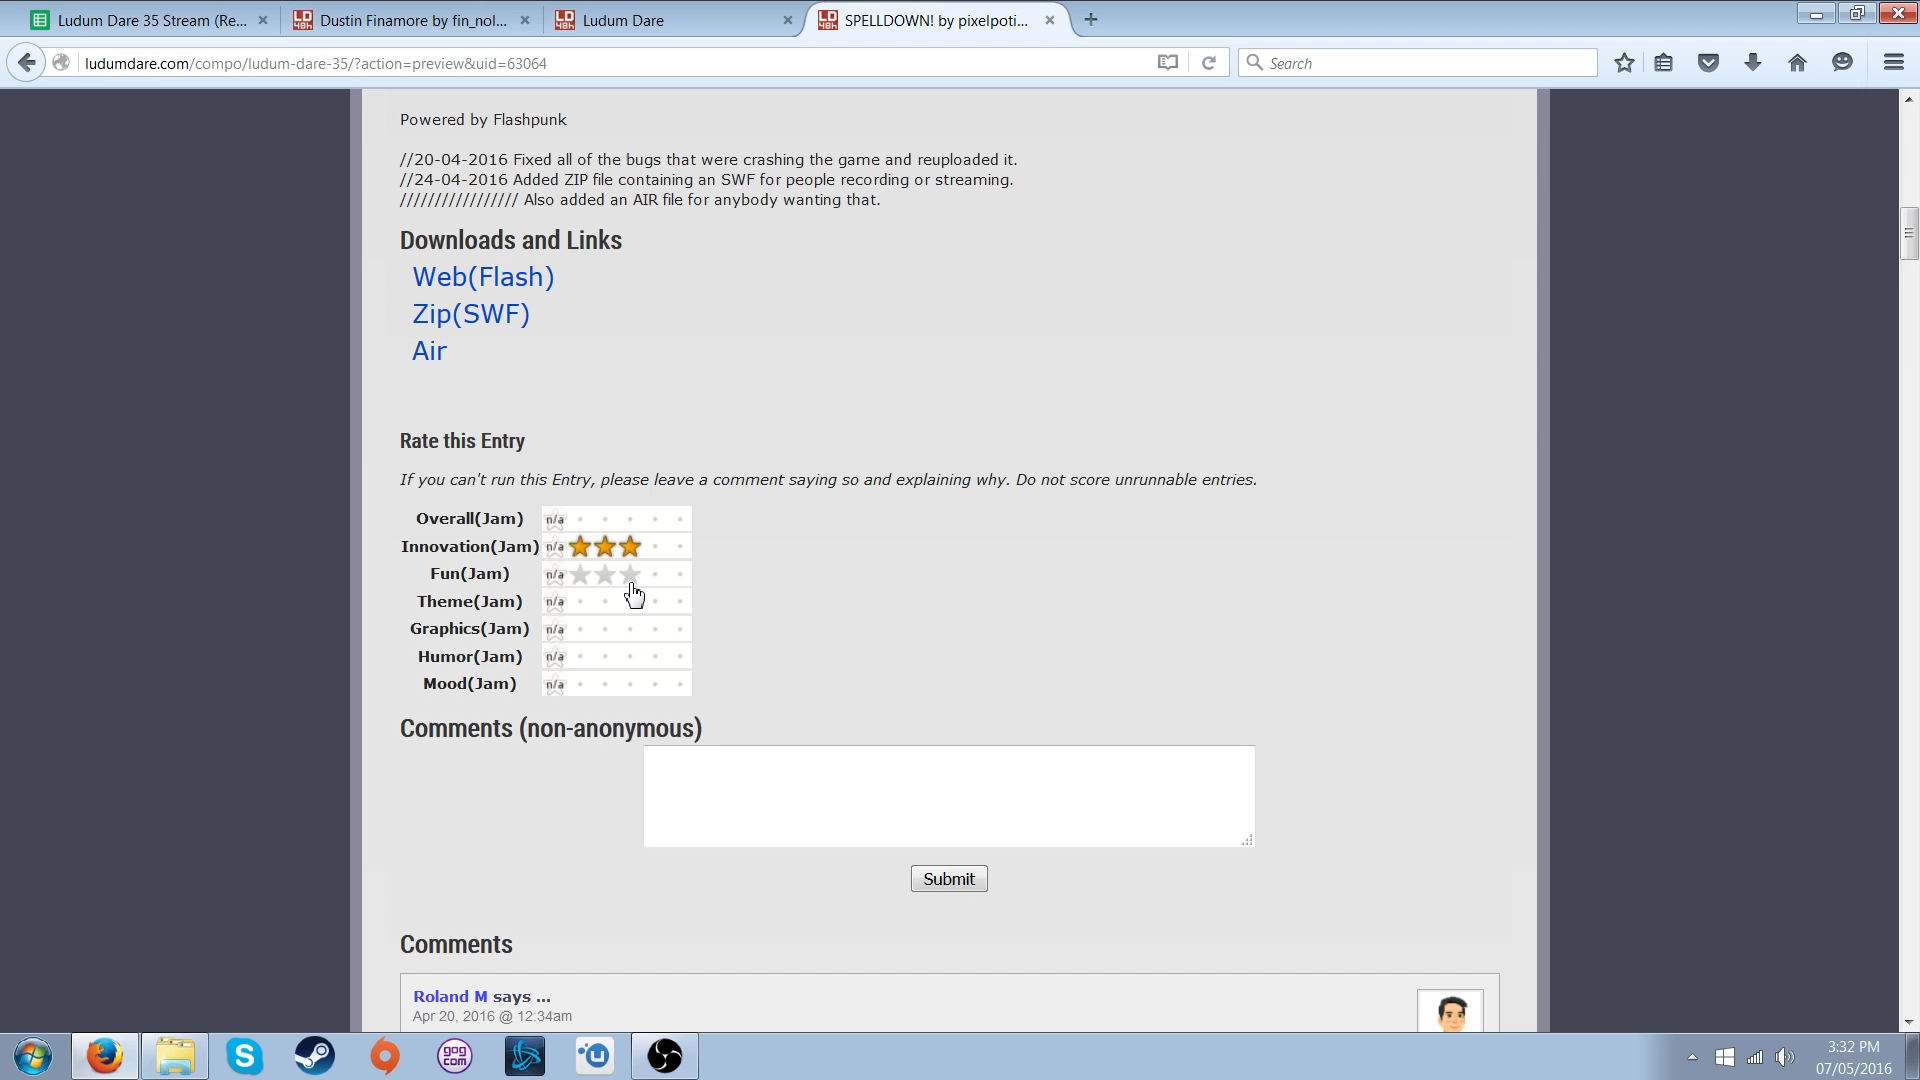 Ludum Dare 35 Stream (Re...
Dustin Finamore by fin_nol...
Ludum Dare
SPELLDOWN! by pixelpoti...
ludumdare.com/compo/ludum-dare-35/?action=preview&uid=63064
Search
Powered by Flashpunk
//20-04-2016 Fixed all of the bugs that were crashing the game and reuploaded it.
//24-04-2016 Added ZIP file containing an SWF for people recording or streaming.
///////////////// Also added an AIR file for anybody wanting that.
Downloads and Links
Web(Flash)
Zip(SWF)
Air
Rate this Entry
If you can't run this Entry, please leave a comment saying so and explaining why. Do not score unrunnable entries.
Overall(Jam) n/a
Innovation(Jam) n/a
Fun(Jam) n/a
Theme(Jam) n/a
Graphics(Jam) n/a
Humor(Jam) n/a
Mood(Jam) n/a
Comments (non-anonymous)
Submit
Comments
Roland M says ...
Apr 20, 2016 @ 12:34am
gog
com
3:32 PM
07/05/2016